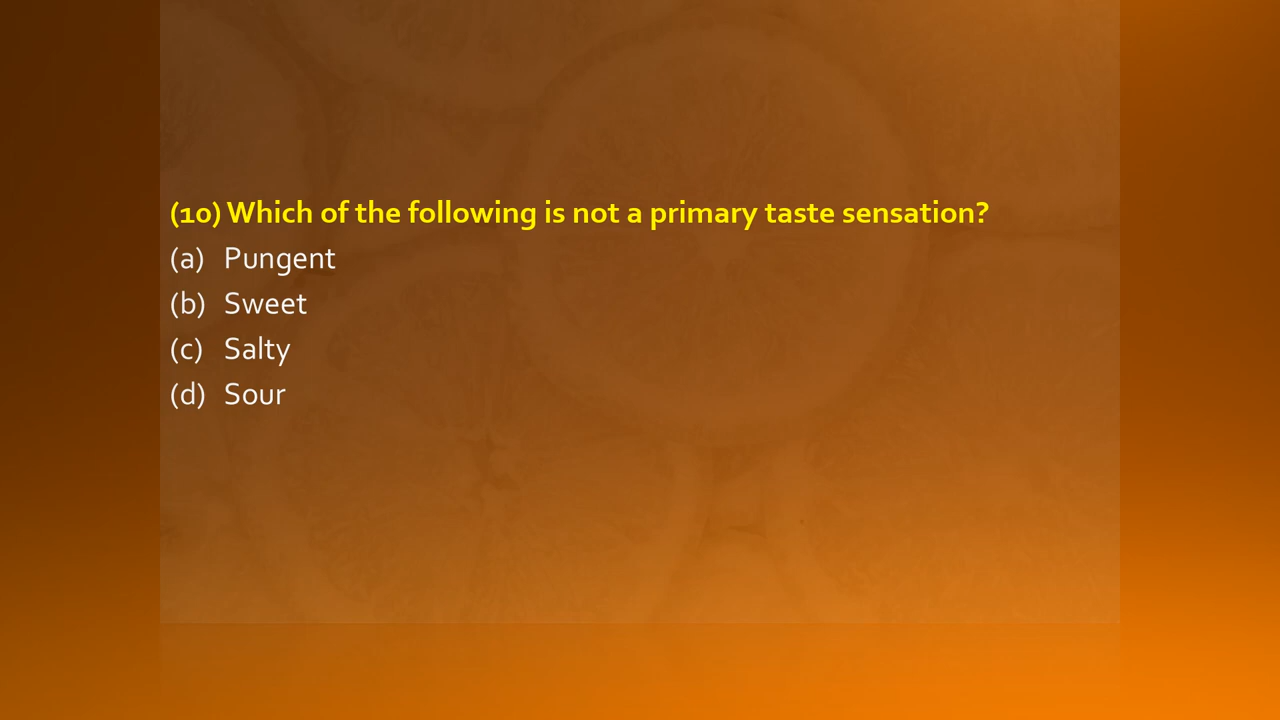 (10) Which of the following is not a primary taste sensation?
(a) Pungent
(b) Sweet
(c) Salty
(d) Sour